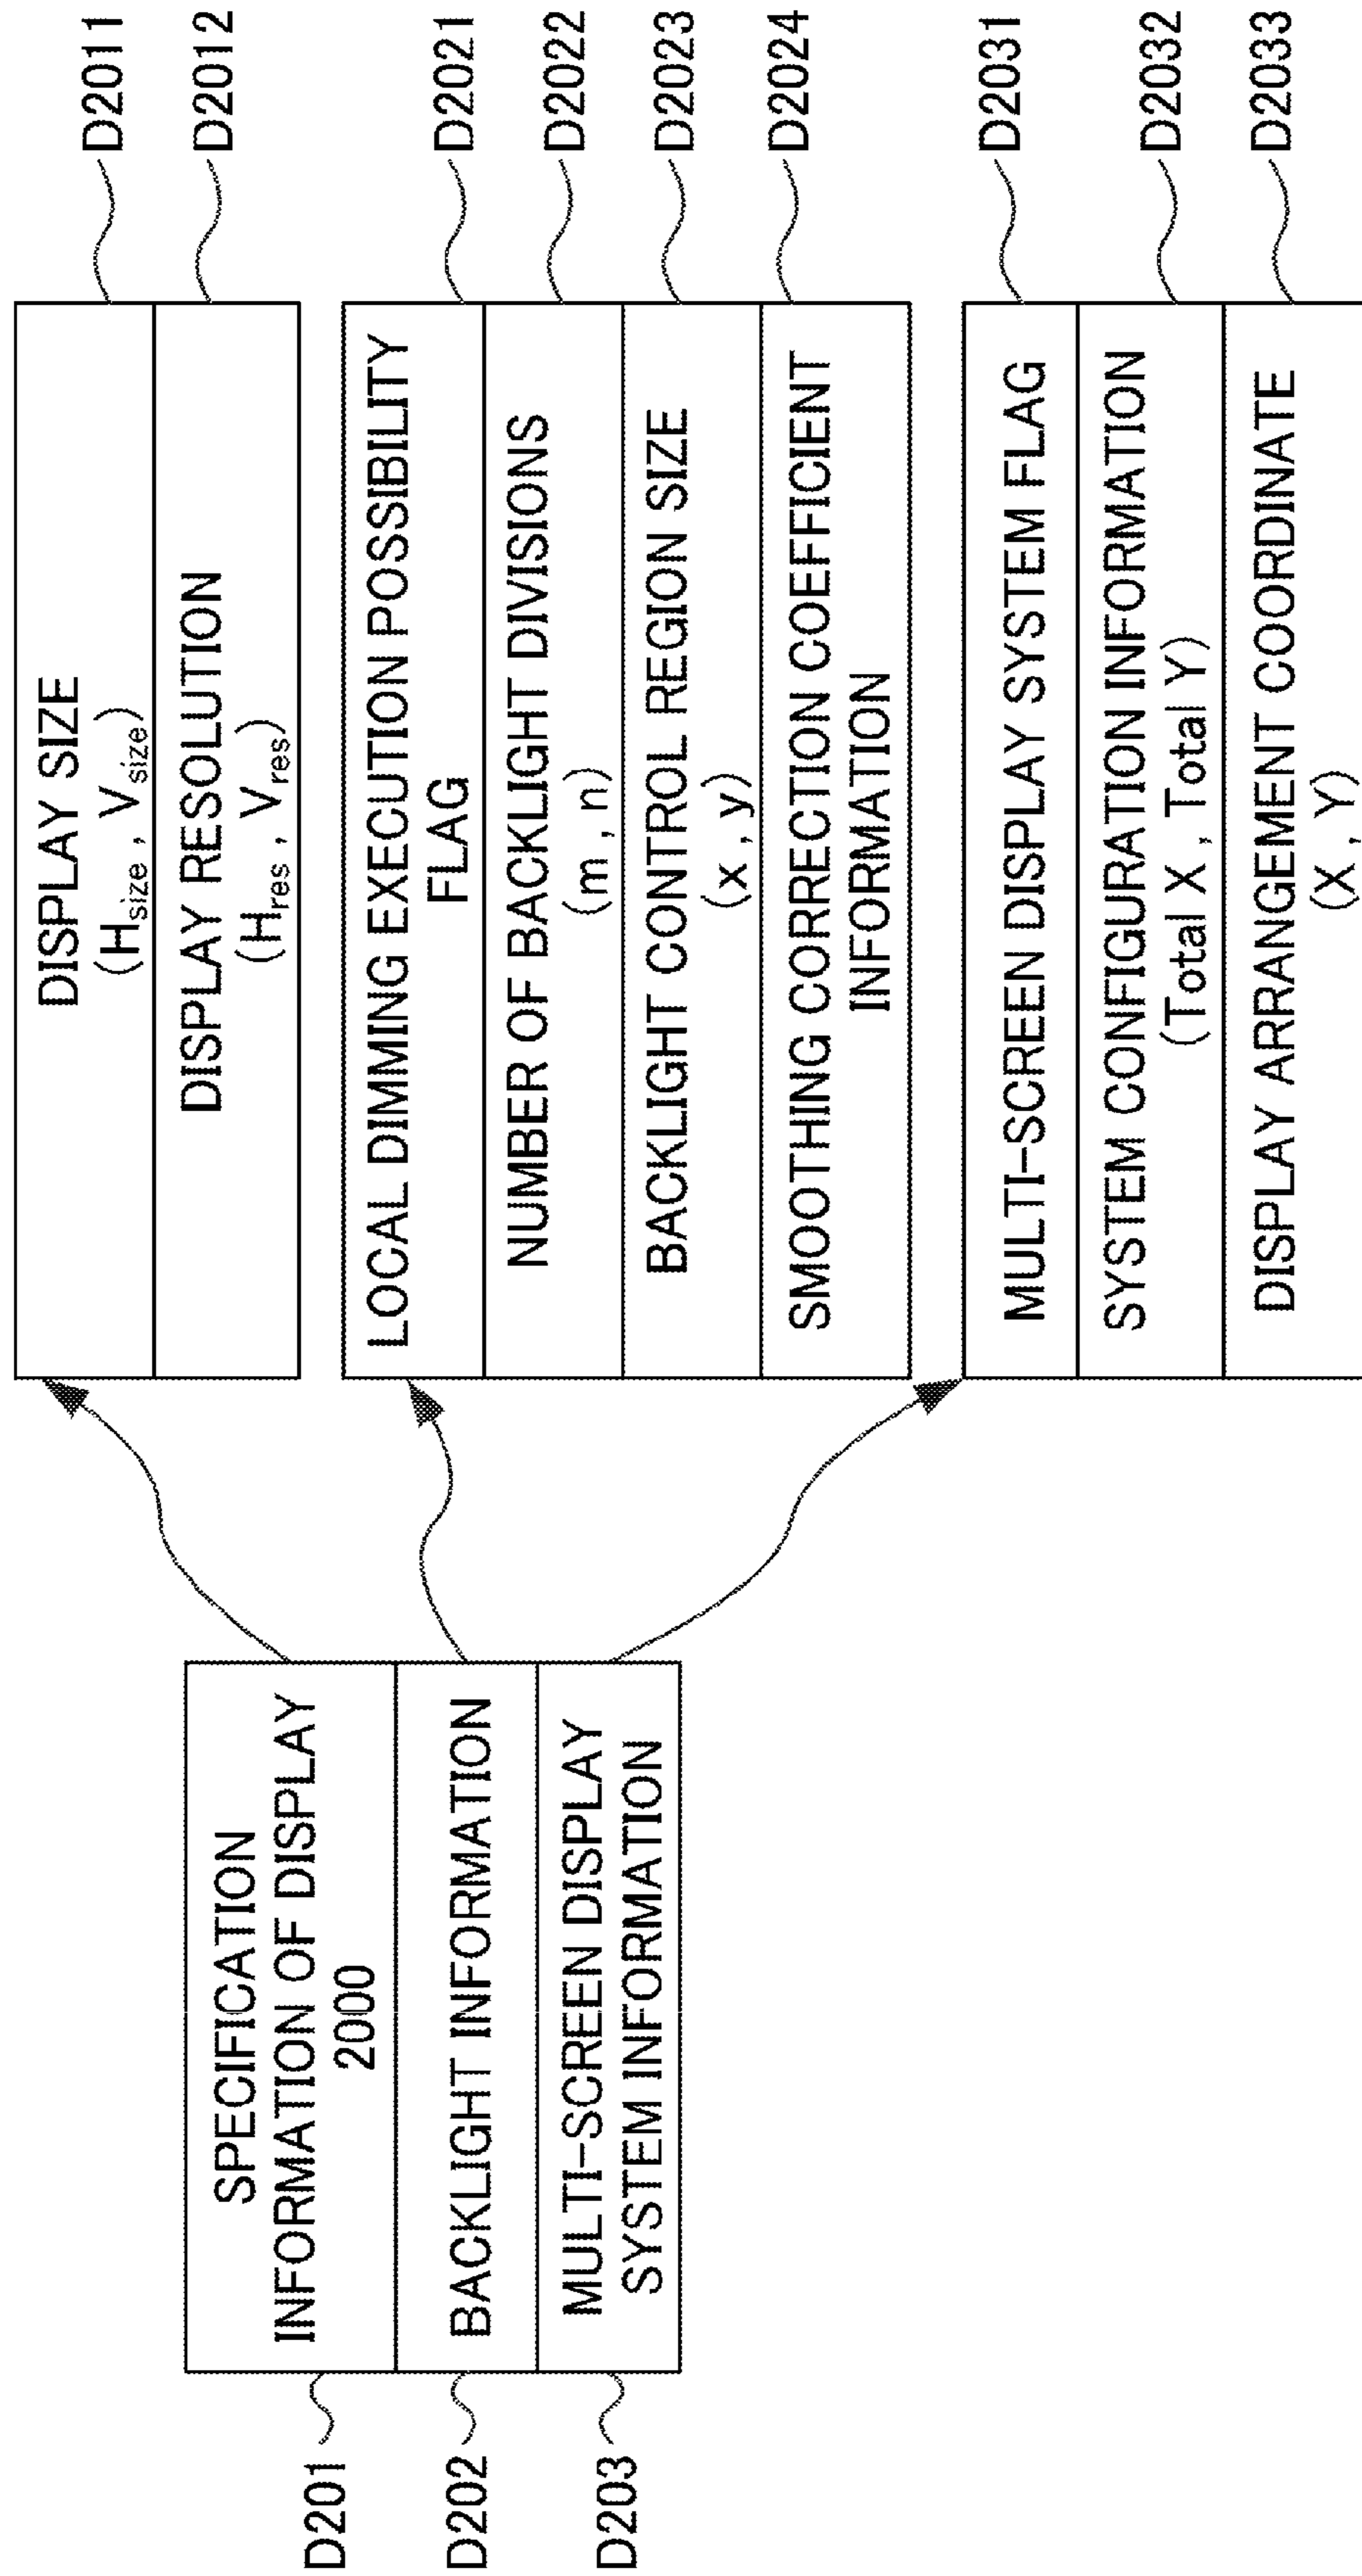 D201
SPECIFICATION
INFORMATION OF DISPLAY
2000
D202
BACKLIGHT INFORMATION
D203
MULTI-SCREEN DISPLAY
SYSTEM INFORMATION
DISPLAY SIZE
(Hsize , Vsize)
D2011
DISPLAY RESOLUTION
(Hres , Vres)
D2012
LOCAL DIMMING EXECUTION POSSIBILITY
FLAG
D2021
NUMBER OF BACKLIGHT DIVISIONS
(m , n)
D2022
BACKLIGHT CONTROL REGION SIZE
(x , y)
D2023
SMOOTHING CORRECTION COEFFICIENT
INFORMATION
D2024
MULTI-SCREEN DISPLAY SYSTEM FLAG
D2031
SYSTEM CONFIGURATION INFORMATION
(Total X , Total Y)
D2032
DISPLAY ARRANGEMENT COORDINATE
(X , Y)
D2033